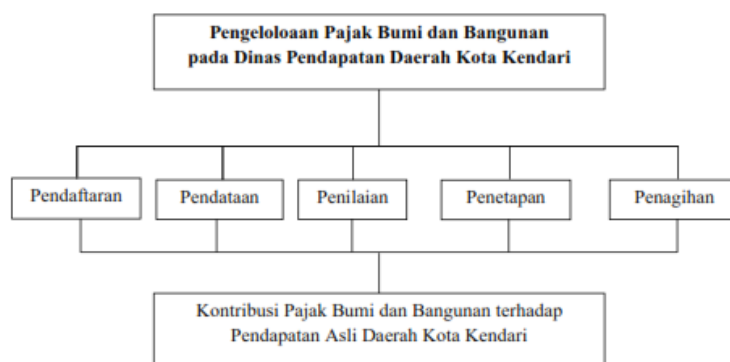 Pengeloloaan Pajak Bumi dan Bangunan
pada Dinas Pendapatan Daerah Kota Kendari
Pendaftaran
Pendataan
Penilaian
Penetapan
Penagihan
Kontribusi Pajak Bumi dan Bangunan terhadap
Pendapatan Asli Daerah Kota Kendari